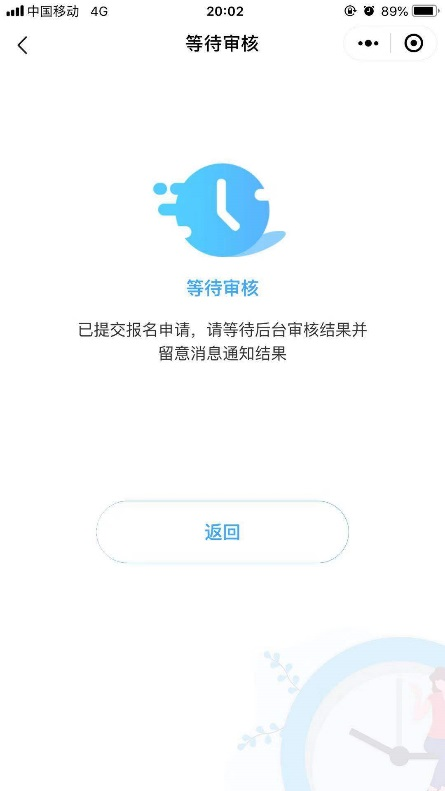 中国移动 4G 20:02 89%
等待审核
等待审核
已提交报名申请，请等待后台审核结果并
留意消息通知结果
返回